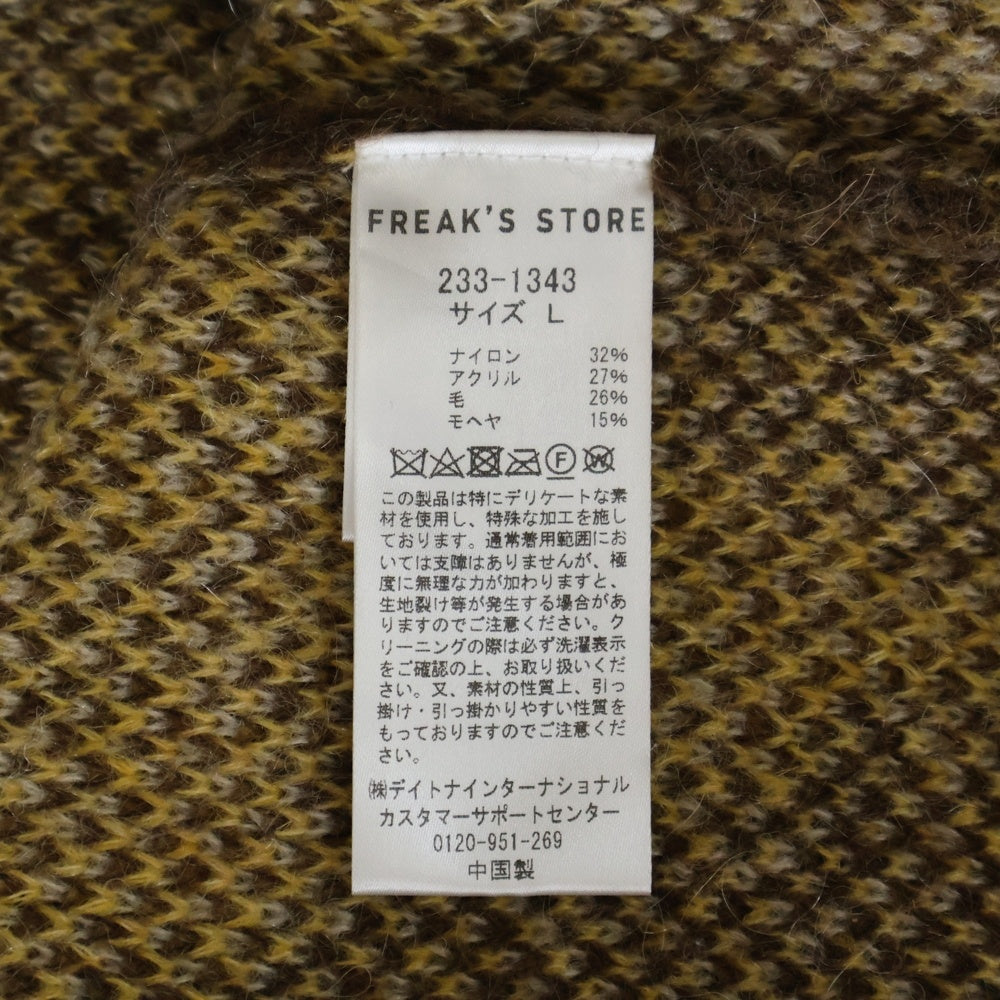 FREAK'S STORE
233-1343
サイズ L
ナイロン 32%
アクリル 27%
毛 26%
モヘヤ 15%
F W
この製品は特にデリケートな素
材を使用し、特殊な加工を施し
ております。通常着用範囲にお
いては支障はありませんが、極
度に無理な力が加わりますと、
生地裂け等が発生する場合があ
りますのでご注意ください。ク
リーニングの際は必ず洗濯表示
をご確認の上、お取り扱いくだ
さい。又、素材の性質上、引っ
掛け・引っ掛かりやすい性質を
もっておりますのでご注意くだ
さい。
㈱デイトナインターナショナル
カスタマーサポートセンター
0120-951-269
中国製